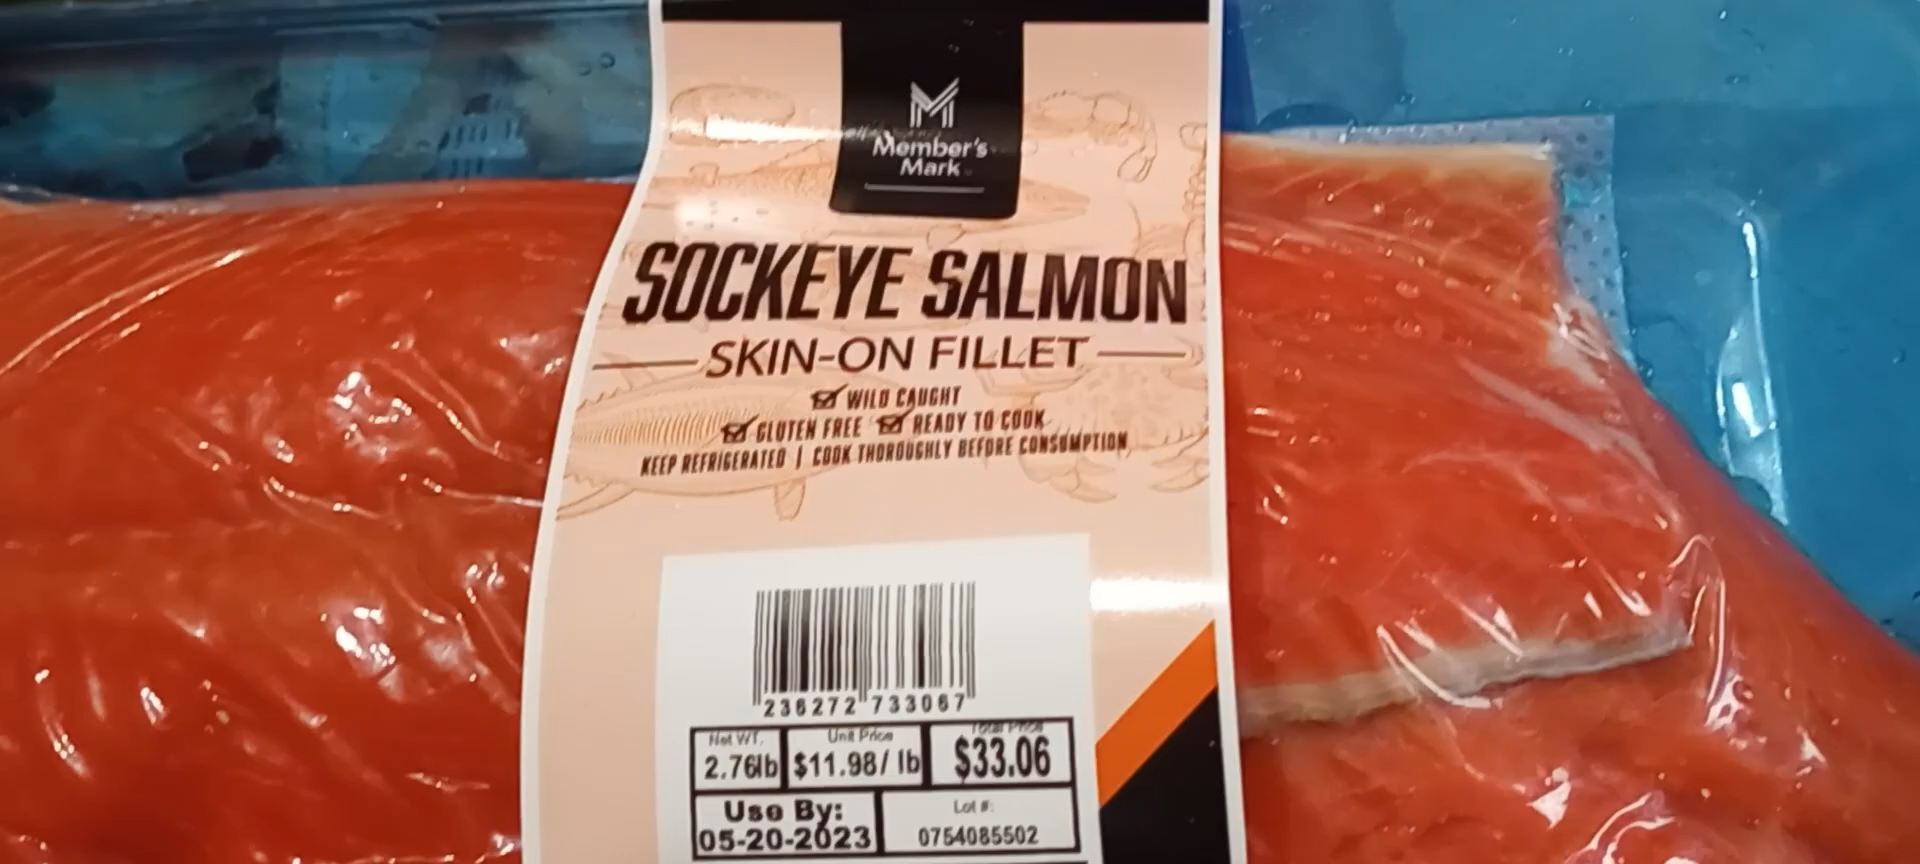 Member's
Mark
SOCKEYE SALMON
SKIN-ON FILLET
WILD CAUGHT
GLUTEN FREE READY TO COOK
KEEP REFRIGERATED | COOK THOROUGHLY BEFORE CONSUMPTION
236272 733067
Net WT. Unit Price Total Price
2.76lb $11.98/ lb $33.06
Use By: Lot #:
05-20-2023 0754085502